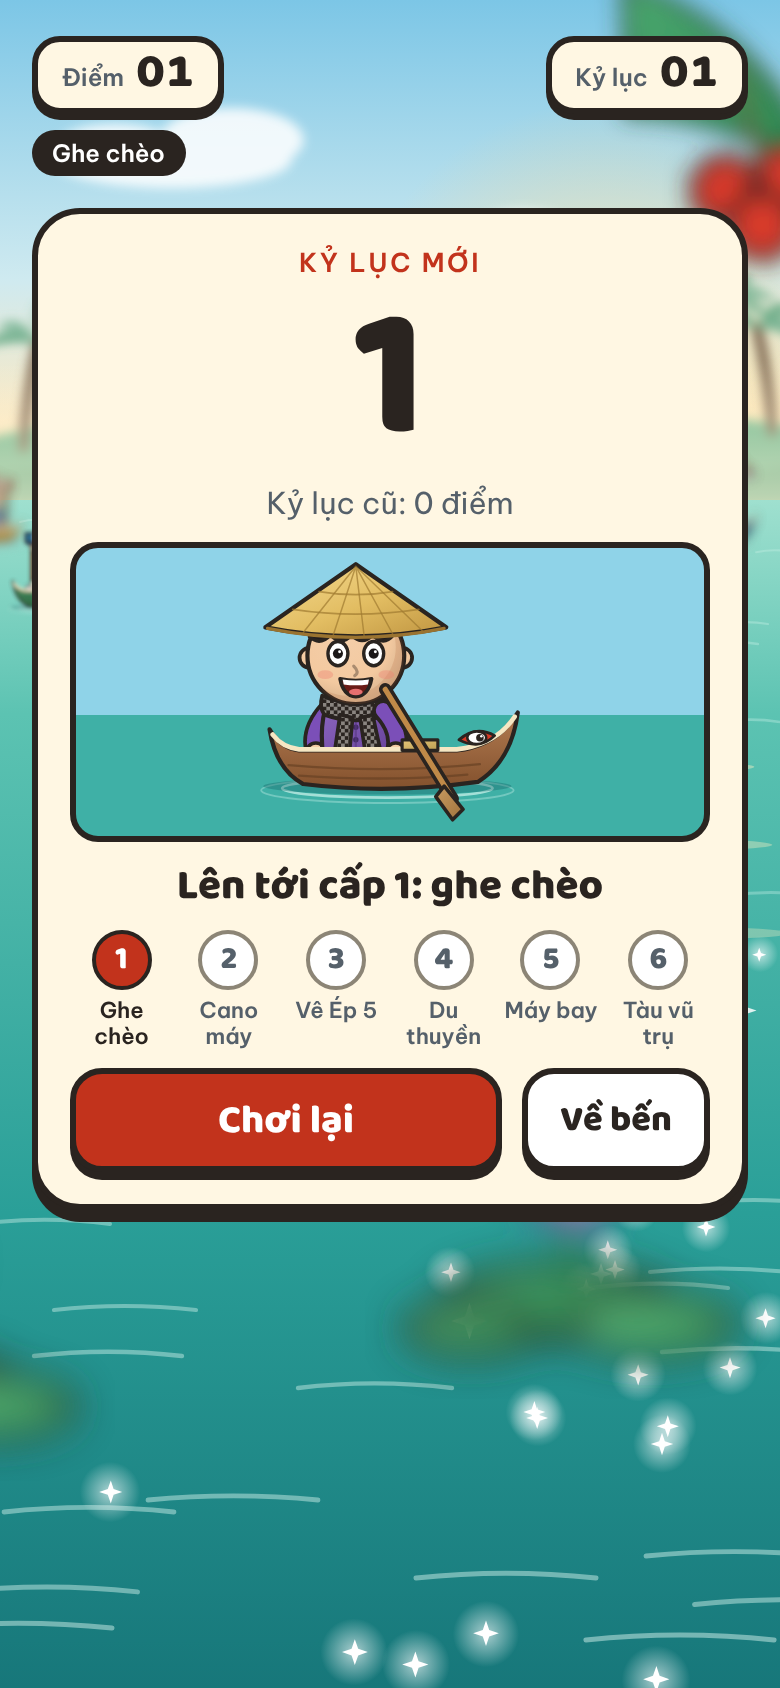 Điểm 01
Kỷ lục 01
Ghe chèo
KỶ LỤC MỚI
1
Kỷ lục cũ: 0 điểm
Lên tới cấp 1: ghe chèo
1
Ghe
chèo
2
Cano
máy
3
Vê Ép 5
4
Du
thuyền
5
Máy bay
6
Tàu vũ
trụ
Chơi lại
Về bến